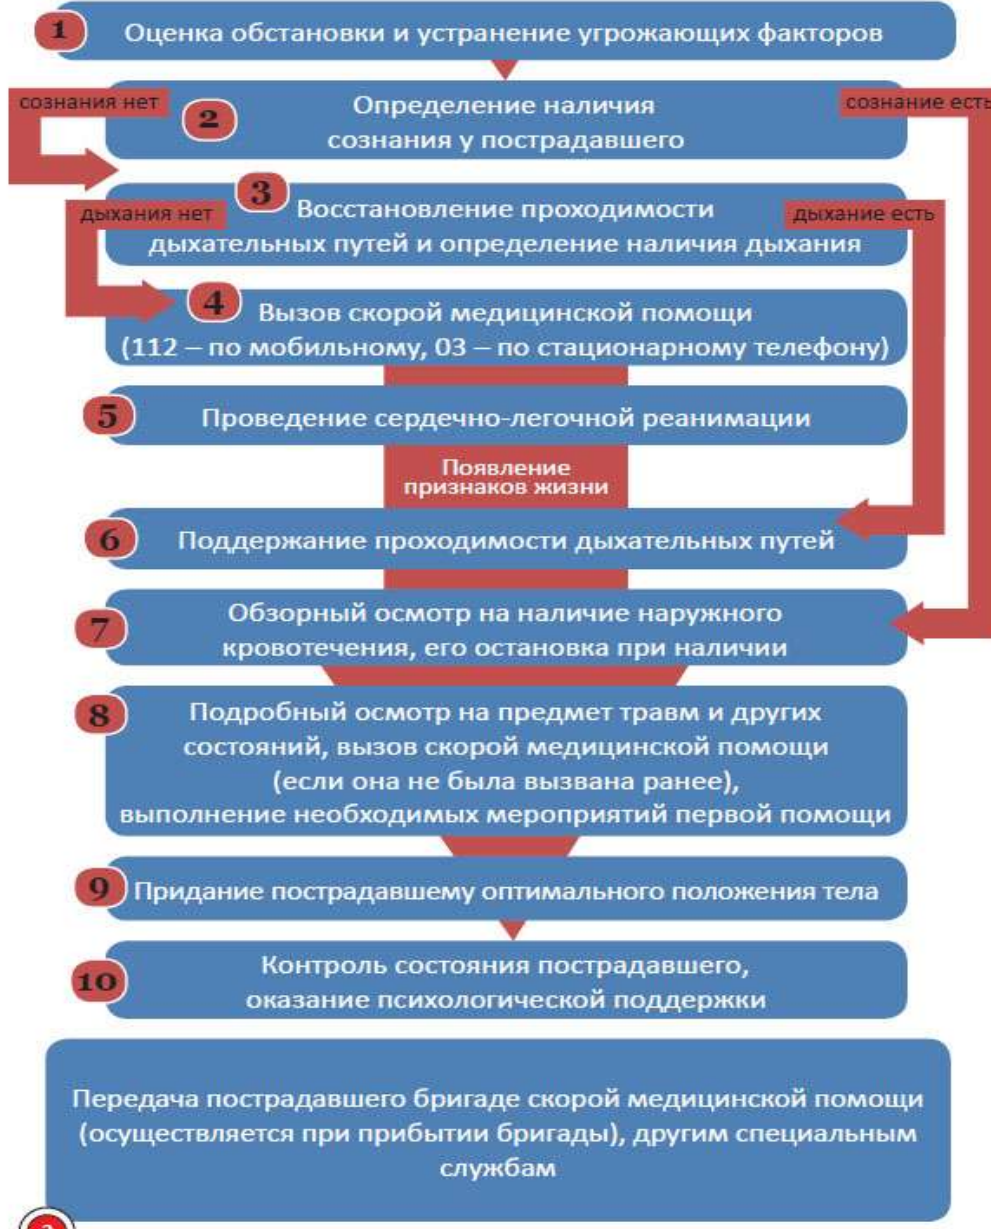 1
Оценка обстановки и устранение угрожающих факторов
сознания нет
2
Определение наличия
сознания у пострадавшего
сознание есть
3
дыхания нет
Восстановление проходимости
дыхательных путей и определение наличия дыхания
дыхание есть
4
Вызов скорой медицинской помощи
(112 – по мобильному, 03 – по стационарному телефону)
5
Проведение сердечно-легочной реанимации
Появление
признаков жизни
6
Поддержание проходимости дыхательных путей
7
Обзорный осмотр на наличие наружного
кровотечения, его остановка при наличии
8
Подробный осмотр на предмет травм и других
состояний, вызов скорой медицинской помощи
(если она не была вызвана ранее),
выполнение необходимых мероприятий первой помощи
9
Придание пострадавшему оптимального положения тела
10
Контроль состояния пострадавшего,
оказание психологической поддержки
Передача пострадавшего бригаде скорой медицинской помощи
(осуществляется при прибытии бригады), другим специальным
службам